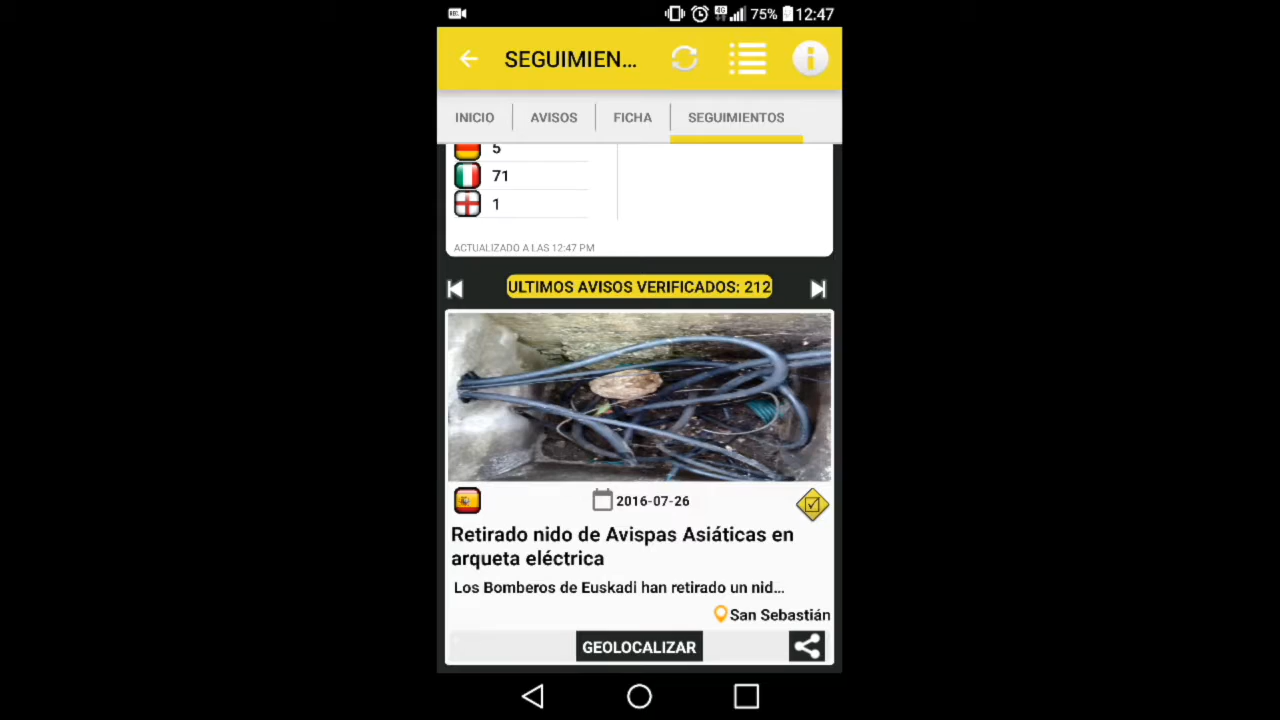 REC 4G 75% 12:47
SEGUIMIEN...
INICIO AVISOS FICHA SEGUIMIENTOS
5
71
1
ACTUALIZADO A LAS 12:47 PM
ULTIMOS AVISOS VERIFICADOS: 212
2016-07-26
Retirado nido de Avispas Asiáticas en
arqueta eléctrica
Los Bomberos de Euskadi han retirado un nid...
San Sebastián
GEOLOCALIZAR